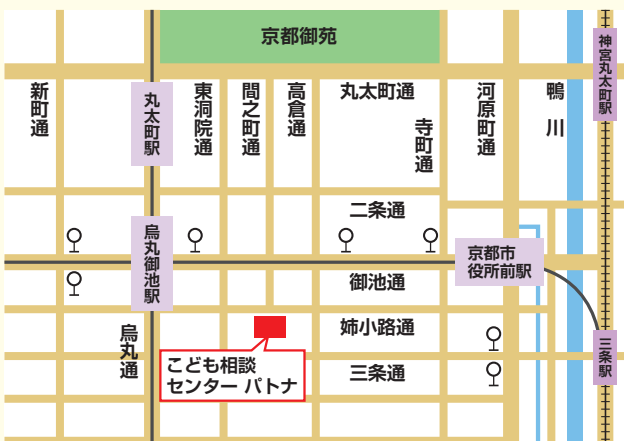 京都御苑
神宮丸太町駅
新町通
丸太町駅
東洞院通
間之町通
高倉通
丸太町通
寺町通
河原町通
鴨川
二条通
烏丸御池駅
京都市
役所前駅
御池通
烏丸通
姉小路通
三条駅
こども相談
センター パトナ
三条通